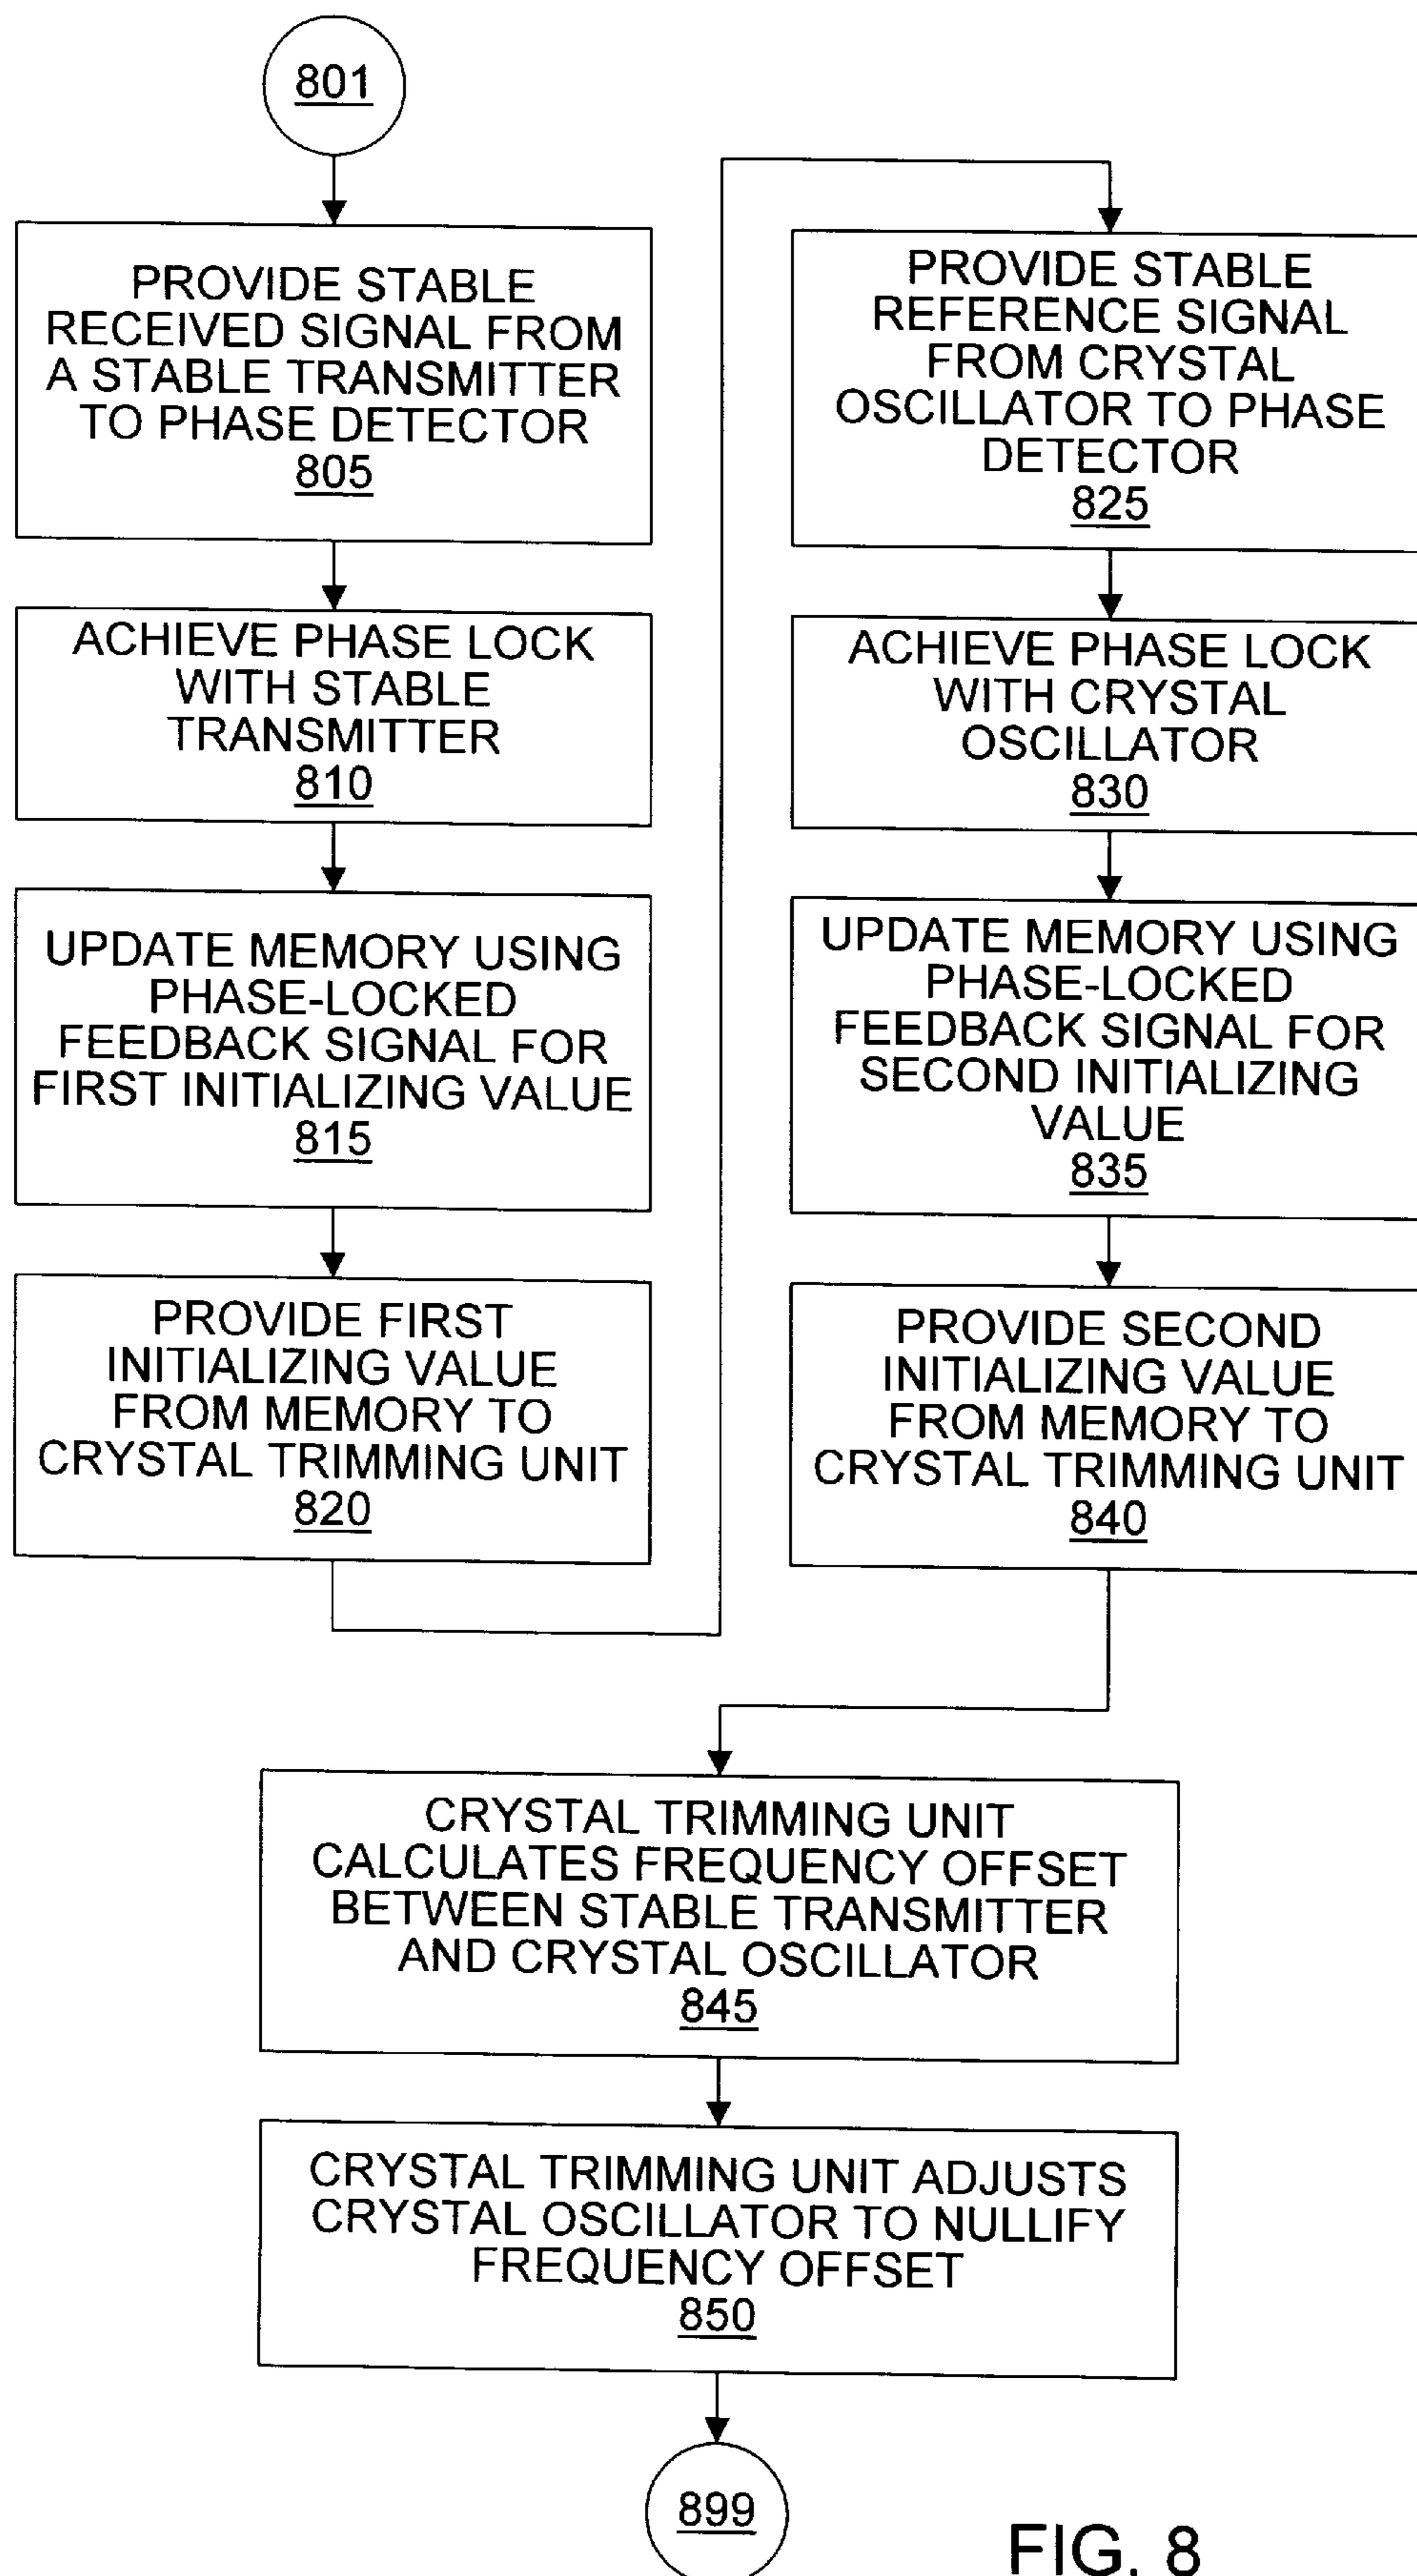 801
PROVIDE STABLE
RECEIVED SIGNAL FROM
A STABLE TRANSMITTER
TO PHASE DETECTOR
805
ACHIEVE PHASE LOCK
WITH STABLE
TRANSMITTER
810
UPDATE MEMORY USING
PHASE-LOCKED
FEEDBACK SIGNAL FOR
FIRST INITIALIZING VALUE
815
PROVIDE FIRST
INITIALIZING VALUE
FROM MEMORY TO
CRYSTAL TRIMMING UNIT
820
PROVIDE STABLE
REFERENCE SIGNAL
FROM CRYSTAL
OSCILLATOR TO PHASE
DETECTOR
825
ACHIEVE PHASE LOCK
WITH CRYSTAL
OSCILLATOR
830
UPDATE MEMORY USING
PHASE-LOCKED
FEEDBACK SIGNAL FOR
SECOND INITIALIZING
VALUE
835
PROVIDE SECOND
INITIALIZING VALUE
FROM MEMORY TO
CRYSTAL TRIMMING UNIT
840
CRYSTAL TRIMMING UNIT
CALCULATES FREQUENCY OFFSET
BETWEEN STABLE TRANSMITTER
AND CRYSTAL OSCILLATOR
845
CRYSTAL TRIMMING UNIT ADJUSTS
CRYSTAL OSCILLATOR TO NULLIFY
FREQUENCY OFFSET
850
899
FIG. 8